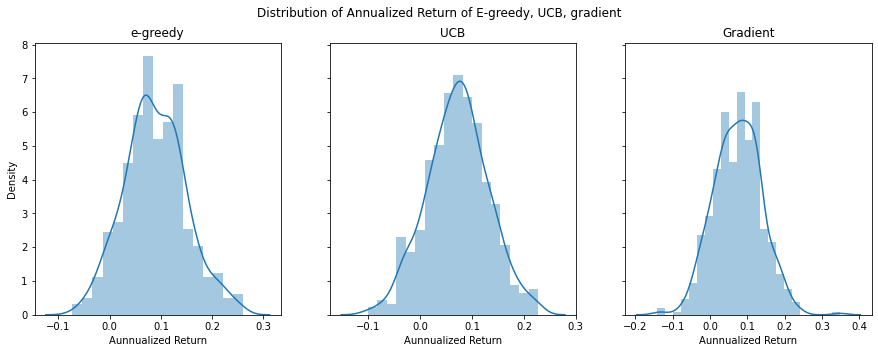 Distribution of Annualized Return of E-greedy, UCB, gradient
e-greedy
UCB
Gradient
8
7
6
5
4
3
2
1
0
Density
−0.1 0.0 0.1 0.2 0.3
−0.1 0.0 0.1 0.2 0.3
−0.2 −0.1 0.0 0.1 0.2 0.3 0.4
Aunnualized Return
Aunnualized Return
Aunnualized Return